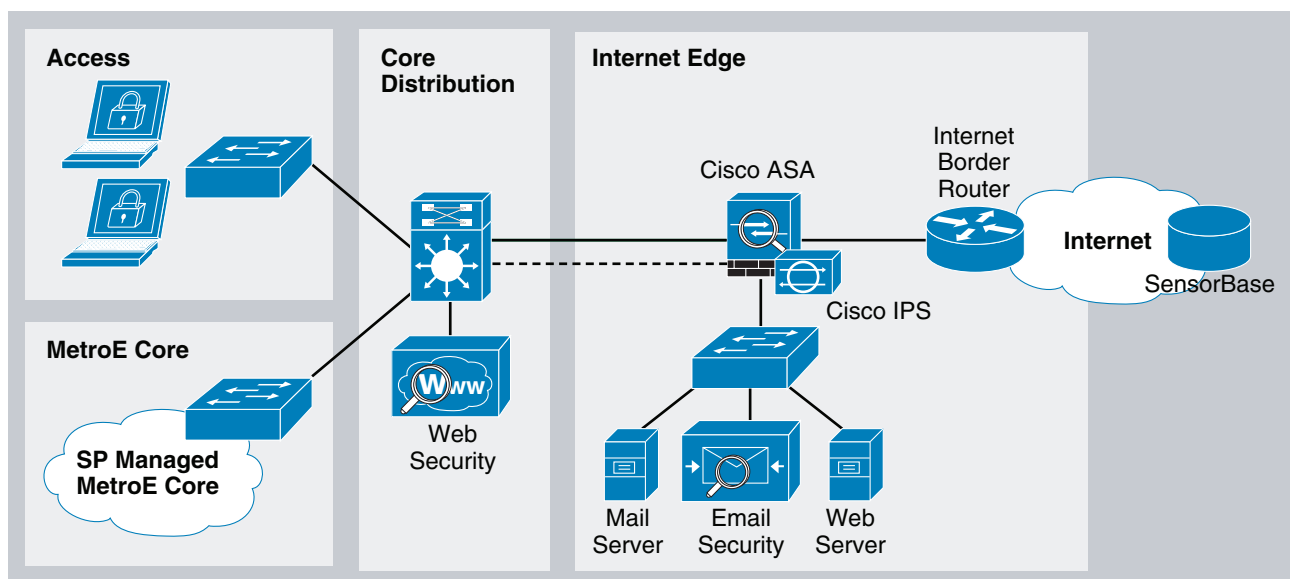 Access
Core
Distribution
Internet Edge
Internet
Border
Router
Cisco ASA
Internet
SensorBase
Cisco IPS
MetroE Core
SP Managed
MetroE Core
Www
Web
Security
Mail
Server
Email
Security
Web
Server